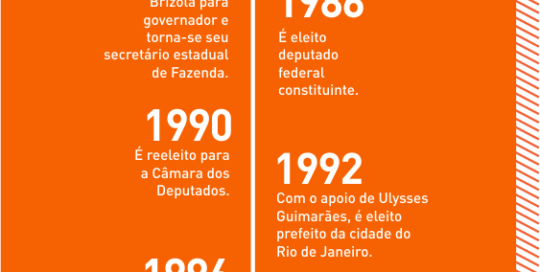 Brizola para
governador e
torna-se seu
secretário estadual
de Fazenda.
1986
É eleito
deputado
federal
constituinte.
1990
É reeleito para
a Câmara dos
Deputados.
1992
Com o apoio de Ulysses
Guimarães, é eleito
prefeito da cidade do
Rio de Janeiro.